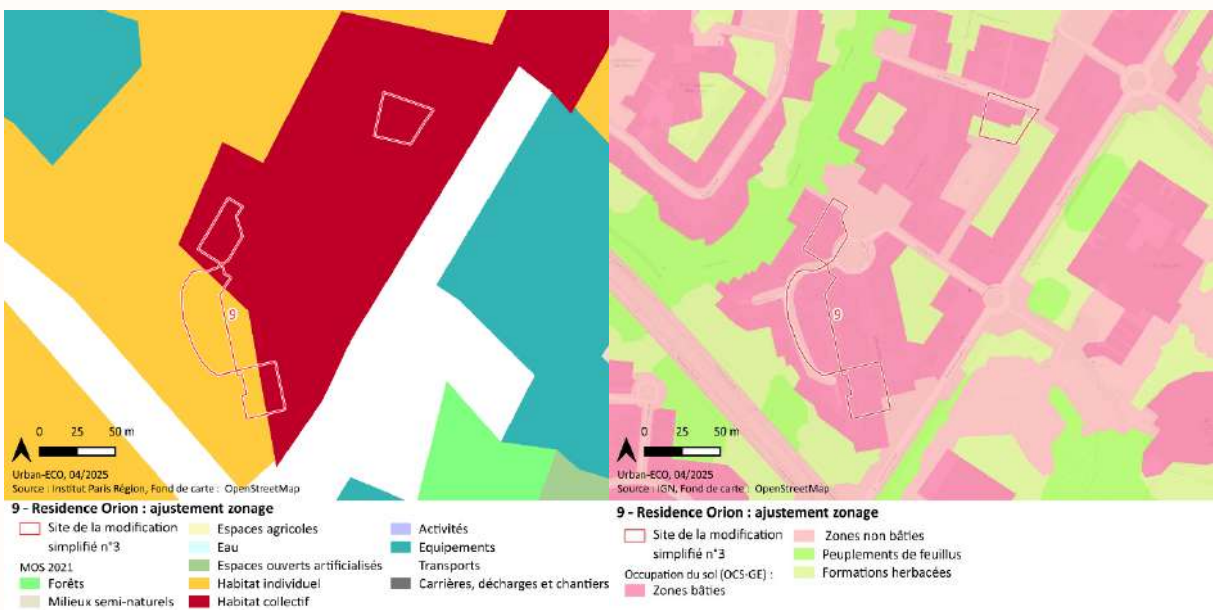 9
0 25 50 m
Urban-ECO, 04/2025
Source : Institut Paris Région, Fond de carte : OpenStreetMap
9 - Residence Orion : ajustement zonage
Site de la modification
simplifié n°3
MOS 2021
Forêts
Milieux semi-naturels
Espaces agricoles
Eau
Espaces ouverts artificialisés
Habitat individuel
Habitat collectif
Activités
Equipements
Transports
Carrières, décharges et chantiers
9
0 25 50 m
Urban-ECO, 04/2025
Source : IGN, Fond de carte : OpenStreetMap
9 - Residence Orion : ajustement zonage
Site de la modification
simplifié n°3
Occupation du sol (OCS-GE) :
Zones bâties
Zones non bâties
Peuplements de feuillus
Formations herbacées